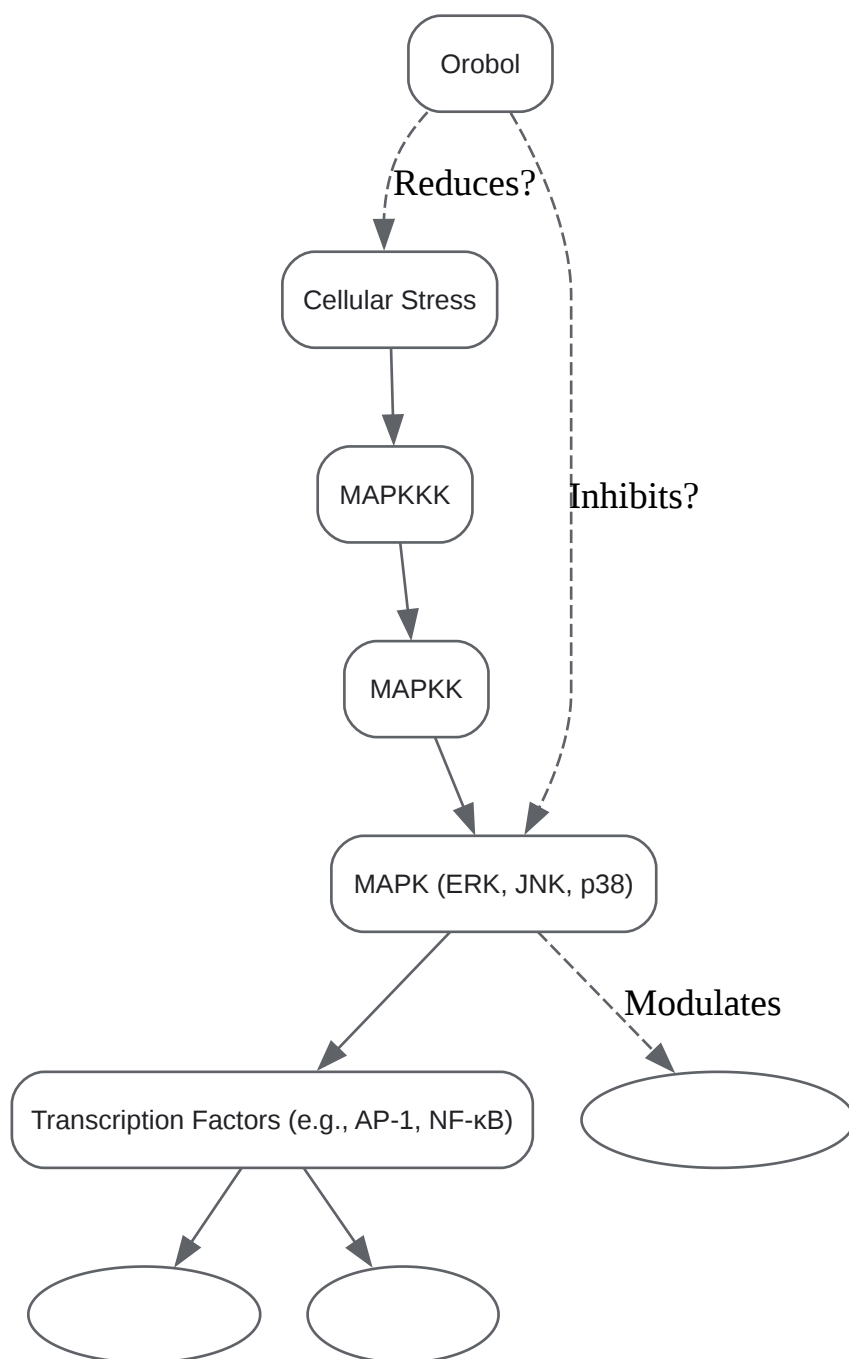 Orobol
Reduces?
Cellular Stress
MAPKKK
Inhibits?
MAPKK
MAPK (ERK, JNK, p38)
Modulates
Transcription Factors (e.g., AP-1, NF-κB)